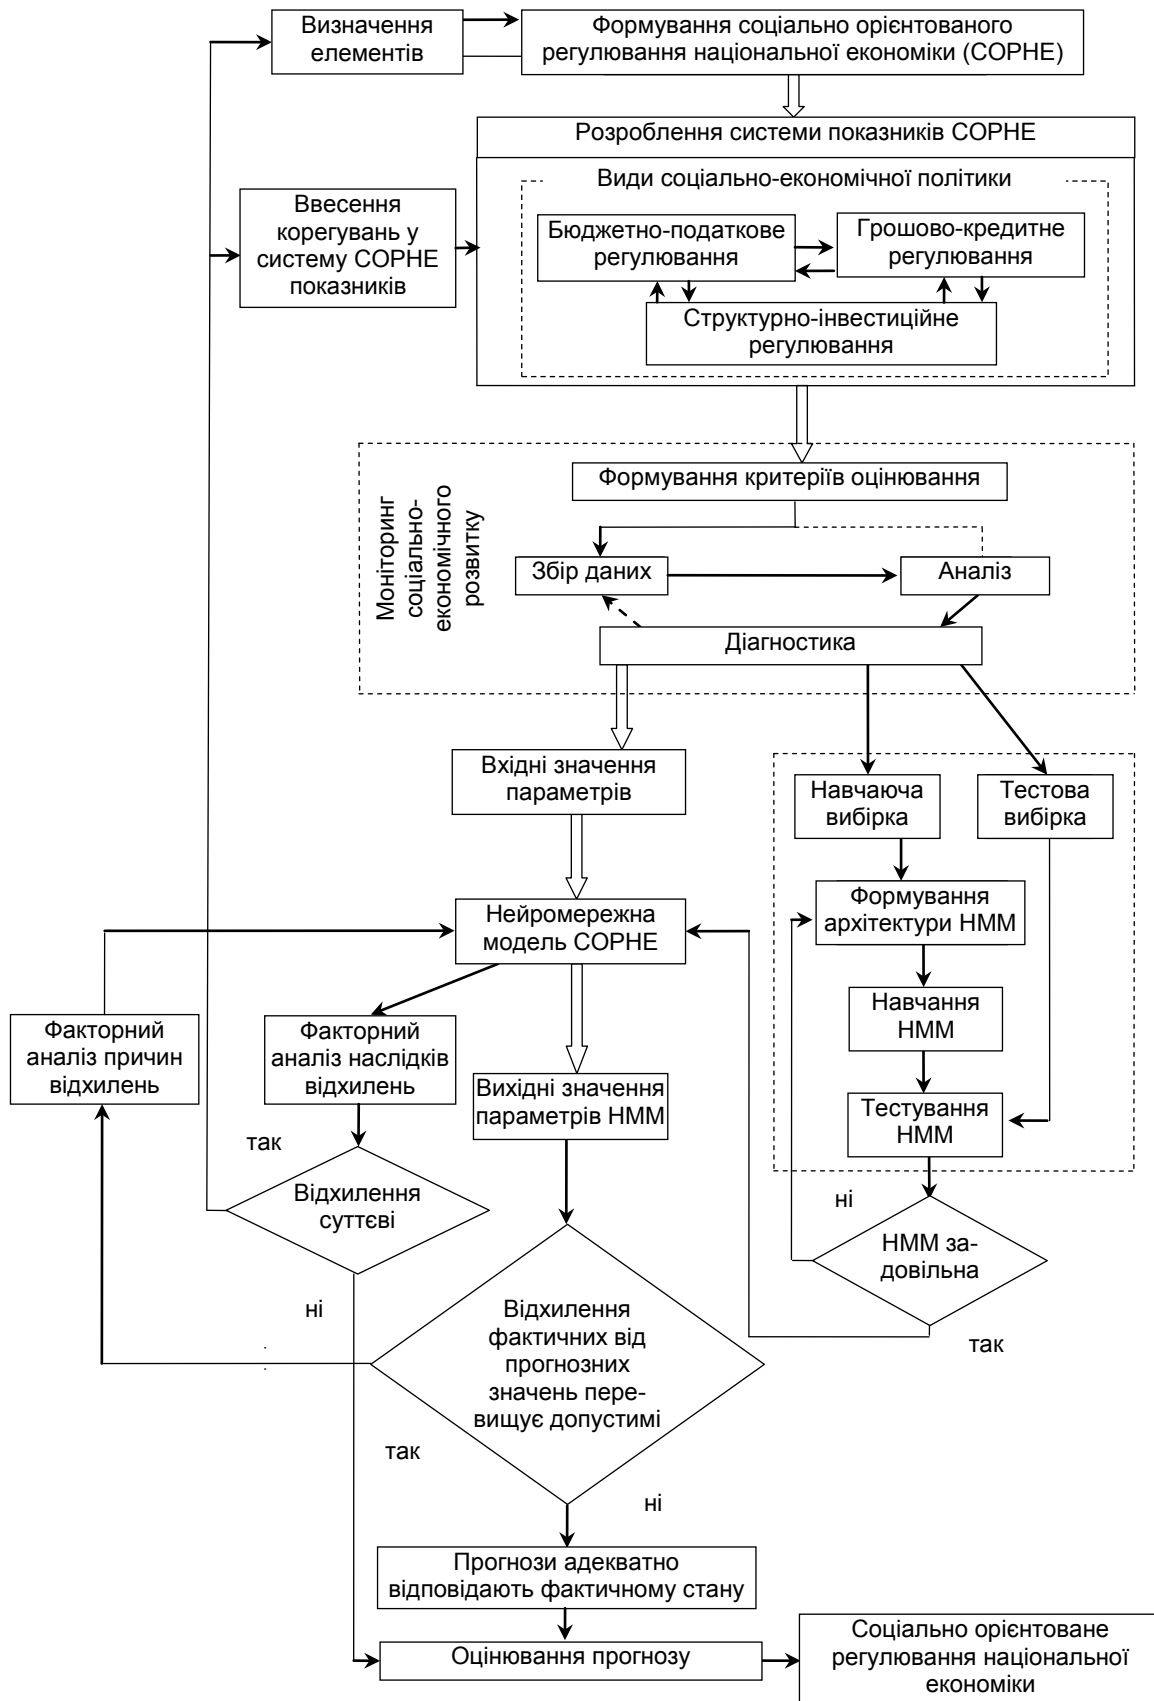 Визначення
елементів
Формування соціально орієнтованого
регулювання національної економіки (СОРНЕ)
Розроблення системи показників СОРНЕ
Види соціально-економічної політики
Ввесення
корегувань у
систему СОРНЕ
показників
Бюджетно-податкове
регулювання
Грошово-кредитне
регулювання
Структурно-інвестиційне
регулювання
Моніторинг
соціально-
економічного
розвитку
Формування критеріїв оцінювання
Збір даних
Аналіз
Діагностика
Вхідні значення
параметрів
Навчаюча
вибірка
Тестова
вибірка
Формування
архітектури НММ
Нейромережна
модель СОРНЕ
Навчання
НММ
Факторний
аналіз причин
відхилень
Факторний
аналіз наслідків
відхилень
Вихідні значення
параметрів НММ
Тестування
НММ
так
Відхилення
суттєві
ні
ні
НММ за-
довільна
так
Відхилення
фактичних від
прогнозних
значень пере-
вищує допустимі
так
ні
Прогнози адекватно
відповідають фактичному стану
Оцінювання прогнозу
Соціально орієнтоване
регулювання національної
економіки